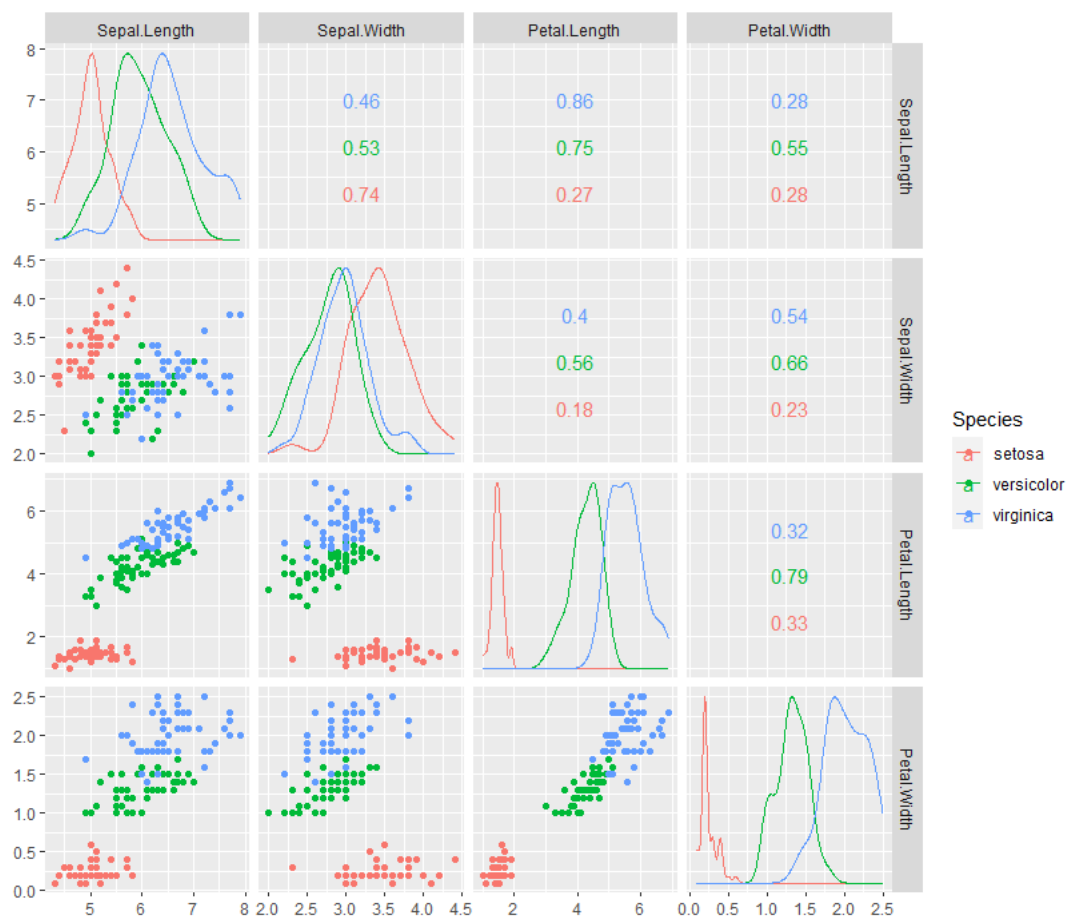 Sepal.Length Sepal.Width Petal.Length Petal.Width
8
7
6
5
0.46 0.86 0.28
0.53 0.75 0.55
0.74 0.27 0.28
Sepal.Length
4.5
4.0
3.5
3.0
2.5
2.0
0.4 0.54
0.56 0.66
0.18 0.23
Sepal.Width
6
4
2
0.32
0.79
0.33
Petal.Length
2.5
2.0
1.5
1.0
0.5
0.0
Petal.Width
5 6 7 8 2.0 2.5 3.0 3.5 4.0 4.5 2 4 6 0.0 0.5 1.0 1.5 2.0 2.5
Species
a setosa
a versicolor
a virginica